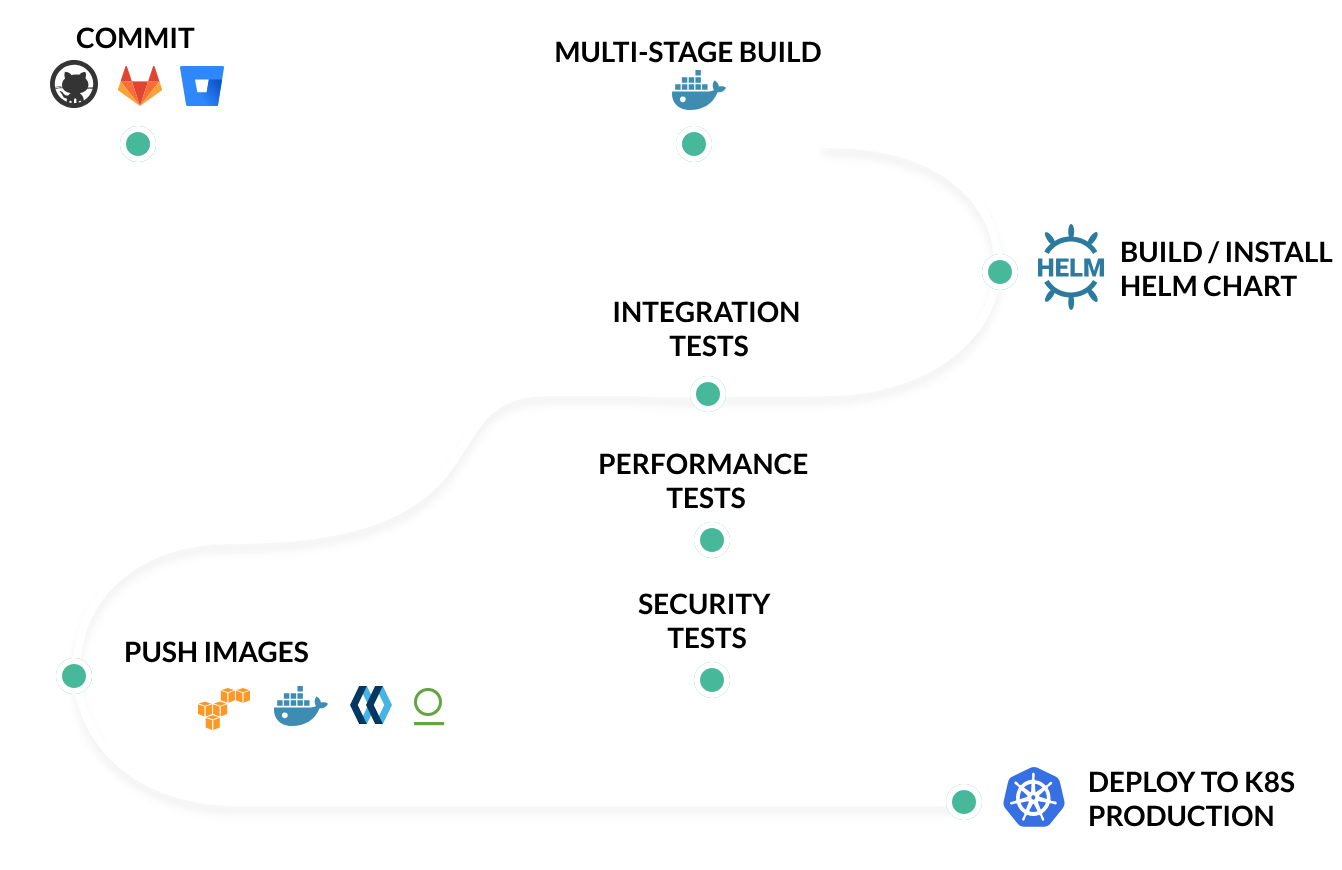 COMMIT
MULTI-STAGE BUILD
HELM
BUILD / INSTALL
HELM CHART
INTEGRATION
TESTS
PERFORMANCE
TESTS
SECURITY
TESTS
PUSH IMAGES
DEPLOY TO K8S
PRODUCTION